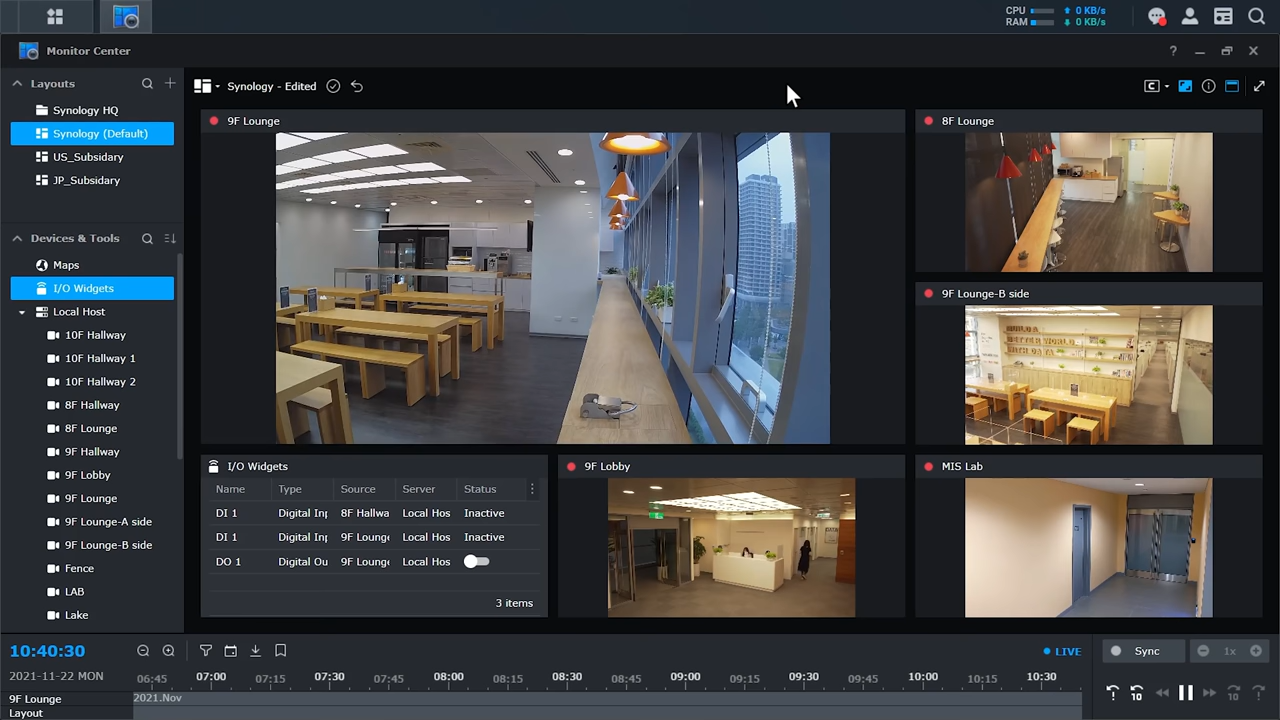 CPU 0 KB/s
RAM 0 KB/s
Monitor Center
Layouts
Synology HQ
Synology (Default)
US_Subsidary
JP_Subsidary
Devices & Tools
Maps
I/O Widgets
Local Host
10F Hallway
10F Hallway 1
10F Hallway 2
8F Hallway
8F Lounge
9F Hallway
9F Lobby
9F Lounge
9F Lounge-A side
9F Lounge-B side
Fence
LAB
Lake
Synology - Edited
9F Lounge
8F Lounge
9F Lounge-B side
BUILD A
BETTER WORLD
WITH DATA
I/O Widgets
Name Type Source Server Status
DI 1 Digital Inp 8F Hallwa Local Hos Inactive
DI 1 Digital Inp 9F Lounge Local Hos Inactive
DO 1 Digital Ou 9F Lounge Local Hos
3 items
9F Lobby
MIS Lab
10:40:30
2021-11-22 MON
LIVE
Sync
1x
06:45 07:00 07:15 07:30 07:45 08:00 08:15 08:30 08:45 09:00 09:15 09:30 09:45 10:00 10:15 10:30
9F Lounge
2021.Nov
Layout
10
10